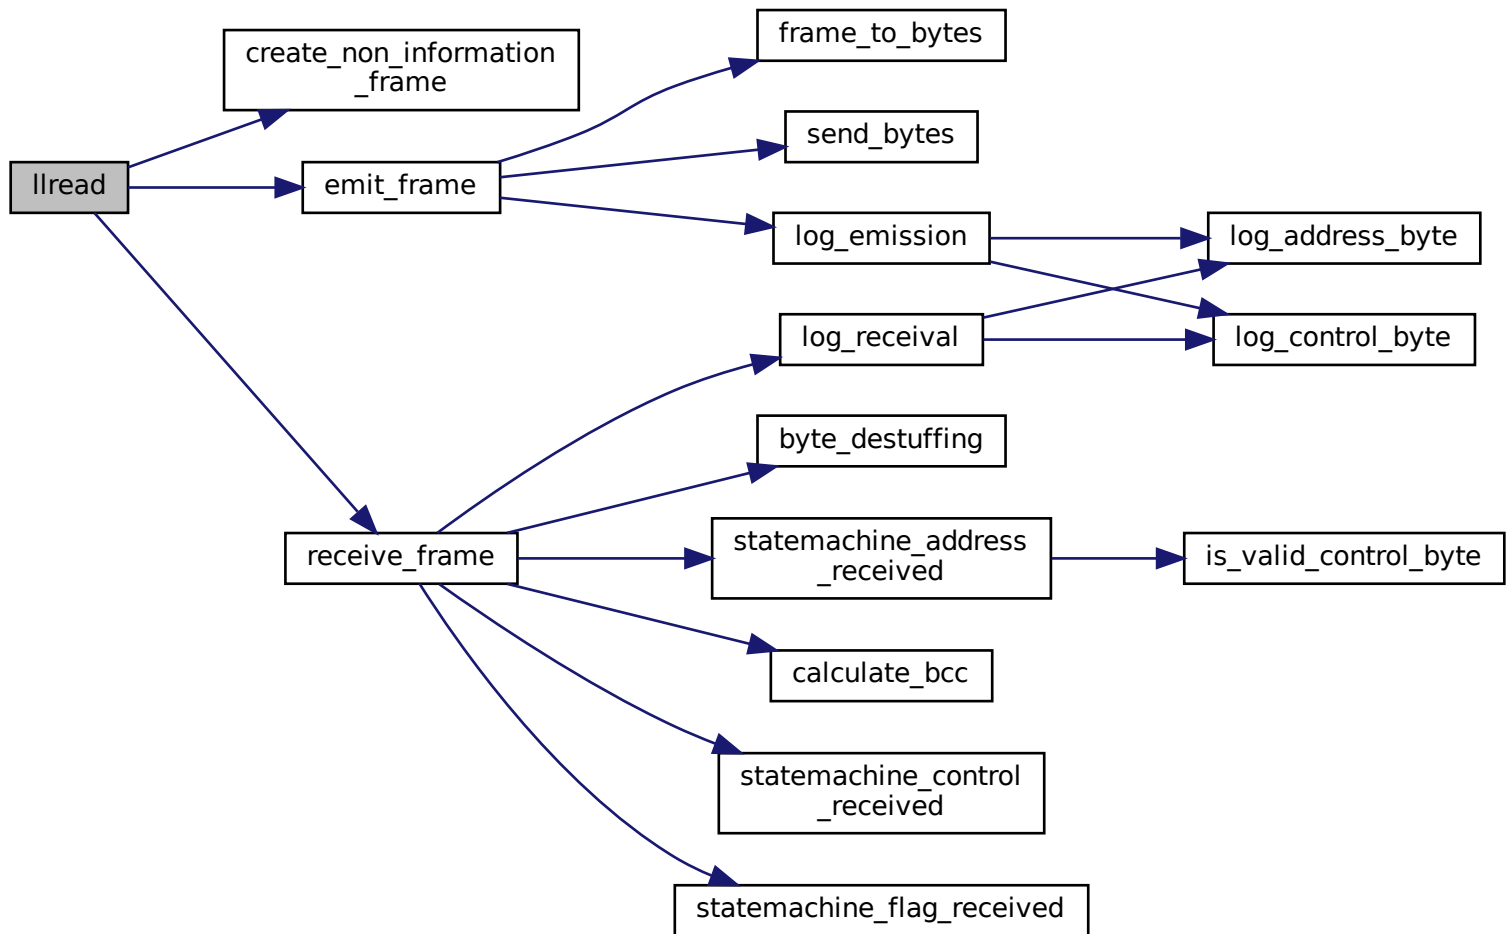 frame_to_bytes
create_non_information
_frame
send_bytes
llread
emit_frame
log_emission
log_address_byte
log_receival
log_control_byte
byte_destuffing
receive_frame
statemachine_address
_received
is_valid_control_byte
calculate_bcc
statemachine_control
_received
statemachine_flag_received